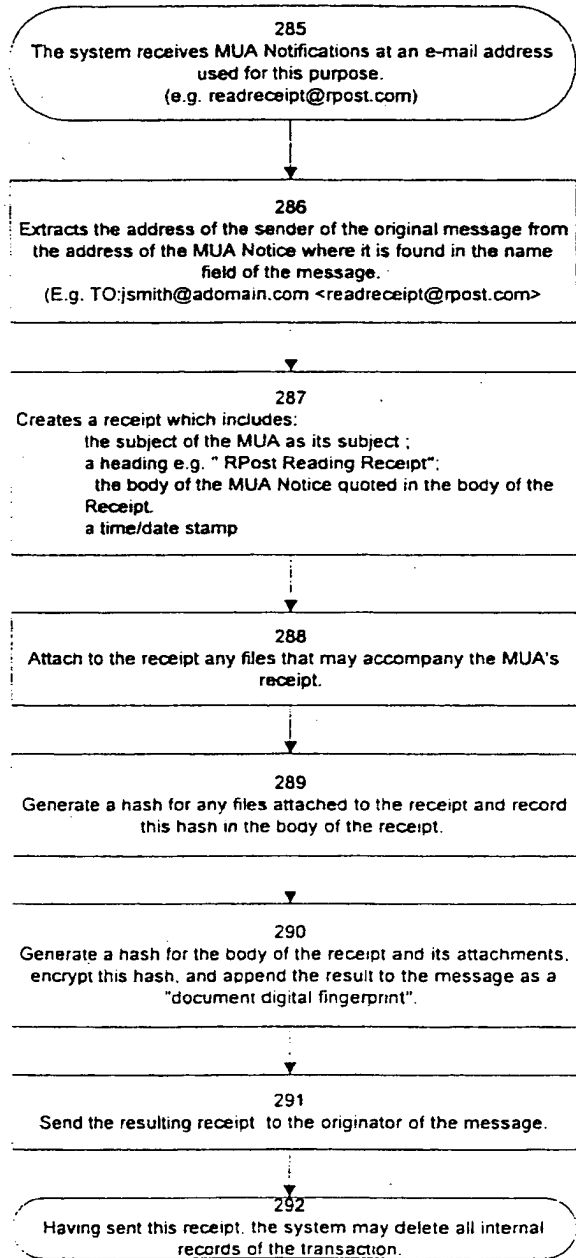 285
The system receives MUA Notifications at an e-mail address
used for this purpose.
(e.g. readreceipt@rpost.com)
286
Extracts the address of the sender of the original message from
the address of the MUA Notice where it is found in the name
field of the message.
(E.g. TO:jsmith@adomain.com <readreceipt@rpost.com>
287
Creates a receipt which includes:
the subject of the MUA as its subject ;
a heading e.g. " RPost Reading Receipt";
the body of the MUA Notice quoted in the body of the
Receipt.
a time/date stamp
288
Attach to the receipt any files that may accompany the MUA's
receipt.
289
Generate a hash for any files attached to the receipt and record
this hash in the body of the receipt.
290
Generate a hash for the body of the receipt and its attachments,
encrypt this hash, and append the result to the message as a
"document digital fingerprint".
291
Send the resulting receipt to the originator of the message.
292
Having sent this receipt, the system may delete all internal
records of the transaction.